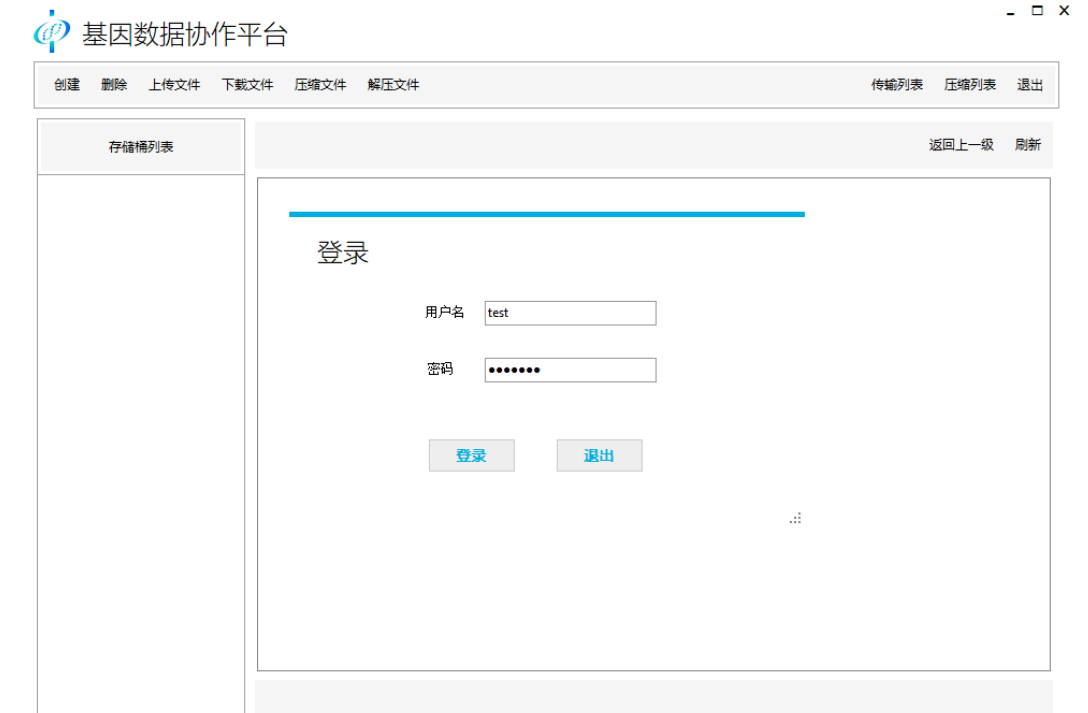 基因数据协作平台
创建 删除 上传文件 下载文件 压缩文件 解压文件 传输列表 压缩列表 退出
存储桶列表 返回上一级 刷新
登录
用户名 test
密码 ●●●●●●●
登录 退出